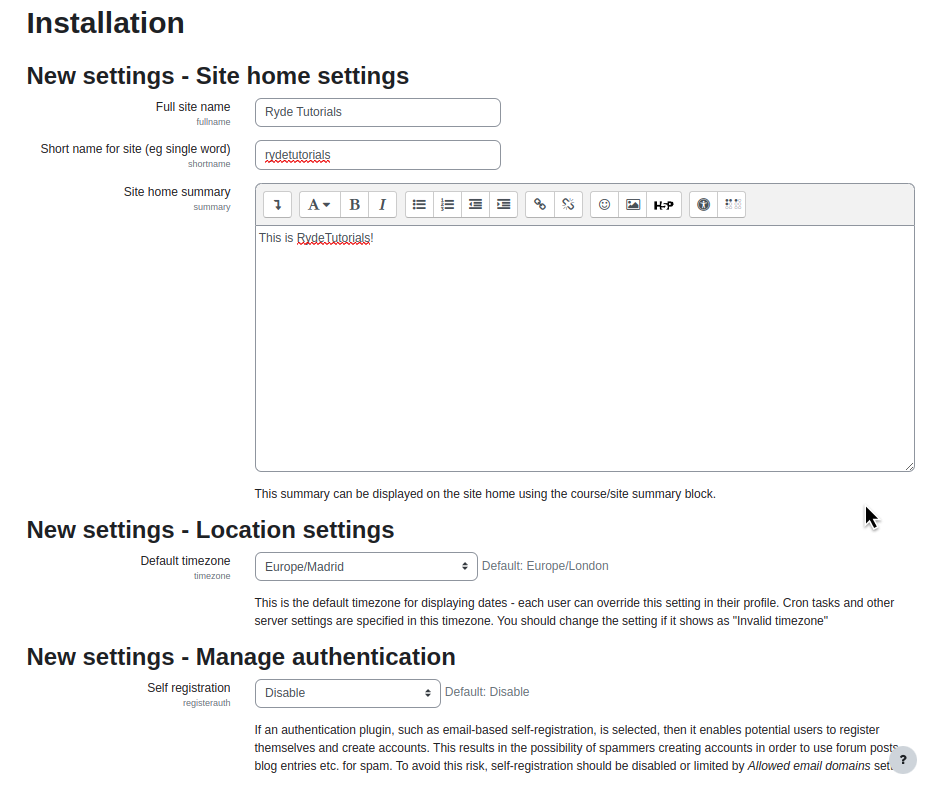 Installation
New settings - Site home settings
Full site name
fullname
Ryde Tutorials
Short name for site (eg single word)
shortname
rydetutorials
Site home summary
summary
A B I
H-P
This is RydeTutorials!
This summary can be displayed on the site home using the course/site summary block.
New settings - Location settings
Default timezone
timezone
Europe/Madrid Default: Europe/London
This is the default timezone for displaying dates - each user can override this setting in their profile. Cron tasks and other
server settings are specified in this timezone. You should change the setting if it shows as "Invalid timezone"
New settings - Manage authentication
Self registration
registerauth
Disable Default: Disable
If an authentication plugin, such as email-based self-registration, is selected, then it enables potential users to register
themselves and create accounts. This results in the possibility of spammers creating accounts in order to use forum posts,
blog entries etc. for spam. To avoid this risk, self-registration should be disabled or limited by Allowed email domains
?